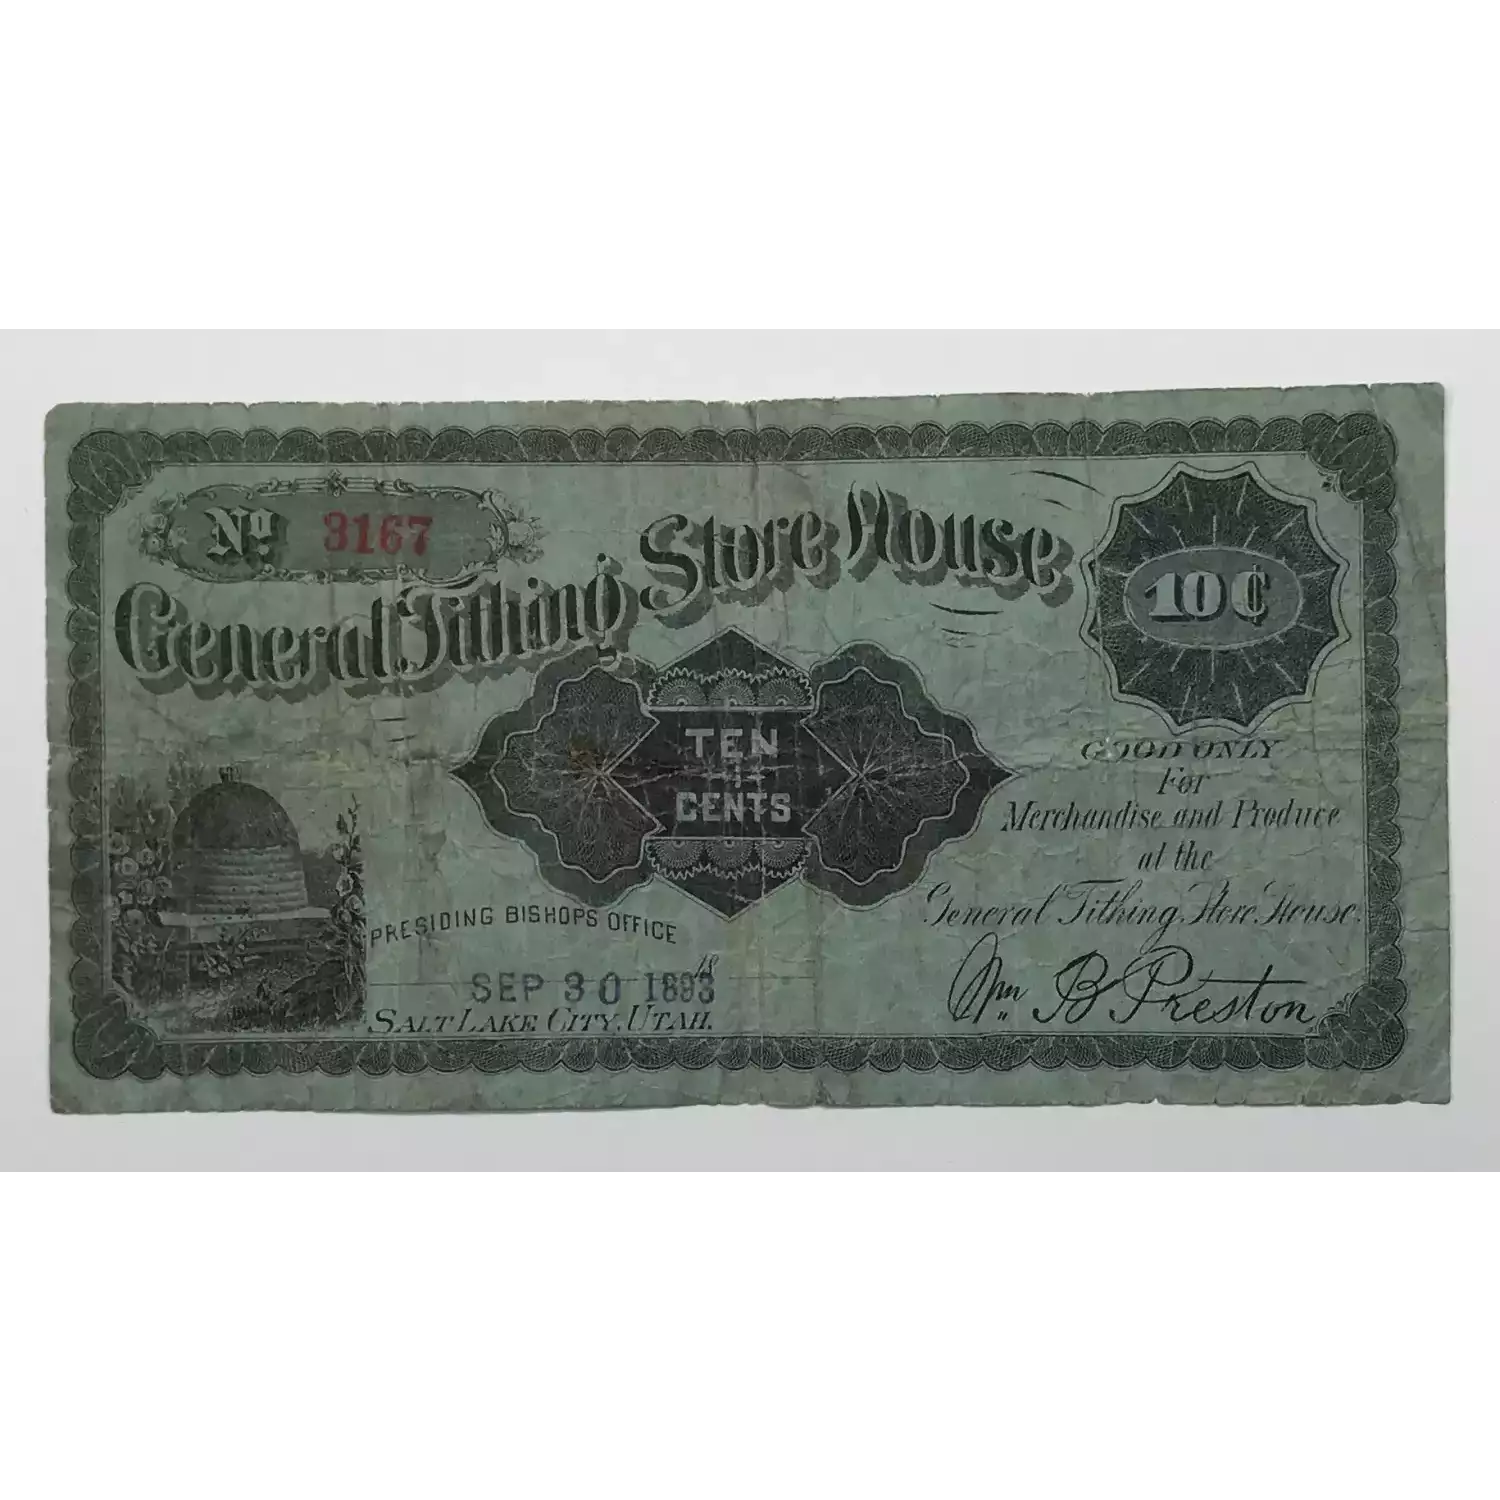 No. 3167
General Tithing Store House
10¢
TEN
CENTS
GOOD ONLY
For
Merchandise and Produce
at the
General Tithing Store House.
PRESIDING BISHOPS OFFICE
18
SEP 30 1893
SALT LAKE CITY, UTAH.
Wm. B. Preston